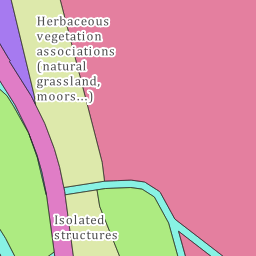 Herbaceous
vegetation
associations
(natural
grassland,
moors...)
Isolated
structures